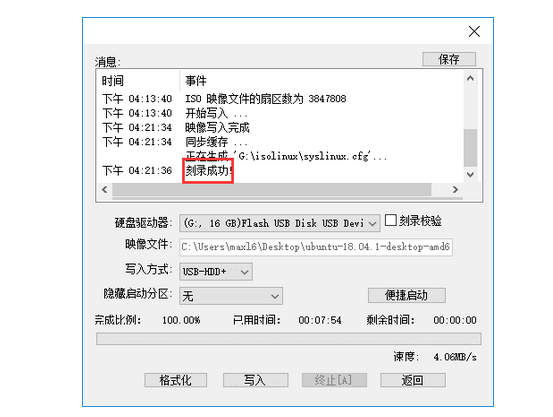 消息:
保存
时间 事件
下午 04:13:40 ISO 映像文件的扇区数为 3847808
下午 04:13:40 开始写入 ...
下午 04:21:34 映像写入完成
下午 04:21:34 同步缓存 ...
正在生成 'G:\isolinux\syslinux.cfg'...
下午 04:21:36 刻录成功!
硬盘驱动器: (G:, 16 GB)Flash USB Disk USB Devi 刻录校验
映像文件: C:\Users\maxl6\Desktop\ubuntu-18.04.1-desktop-amd6
写入方式: USB-HDD+
隐藏启动分区: 无 便捷启动
完成比例: 100.00% 已用时间: 00:07:54 剩余时间: 00:00:00
速度: 4.06MB/s
格式化 写入 终止[A] 返回